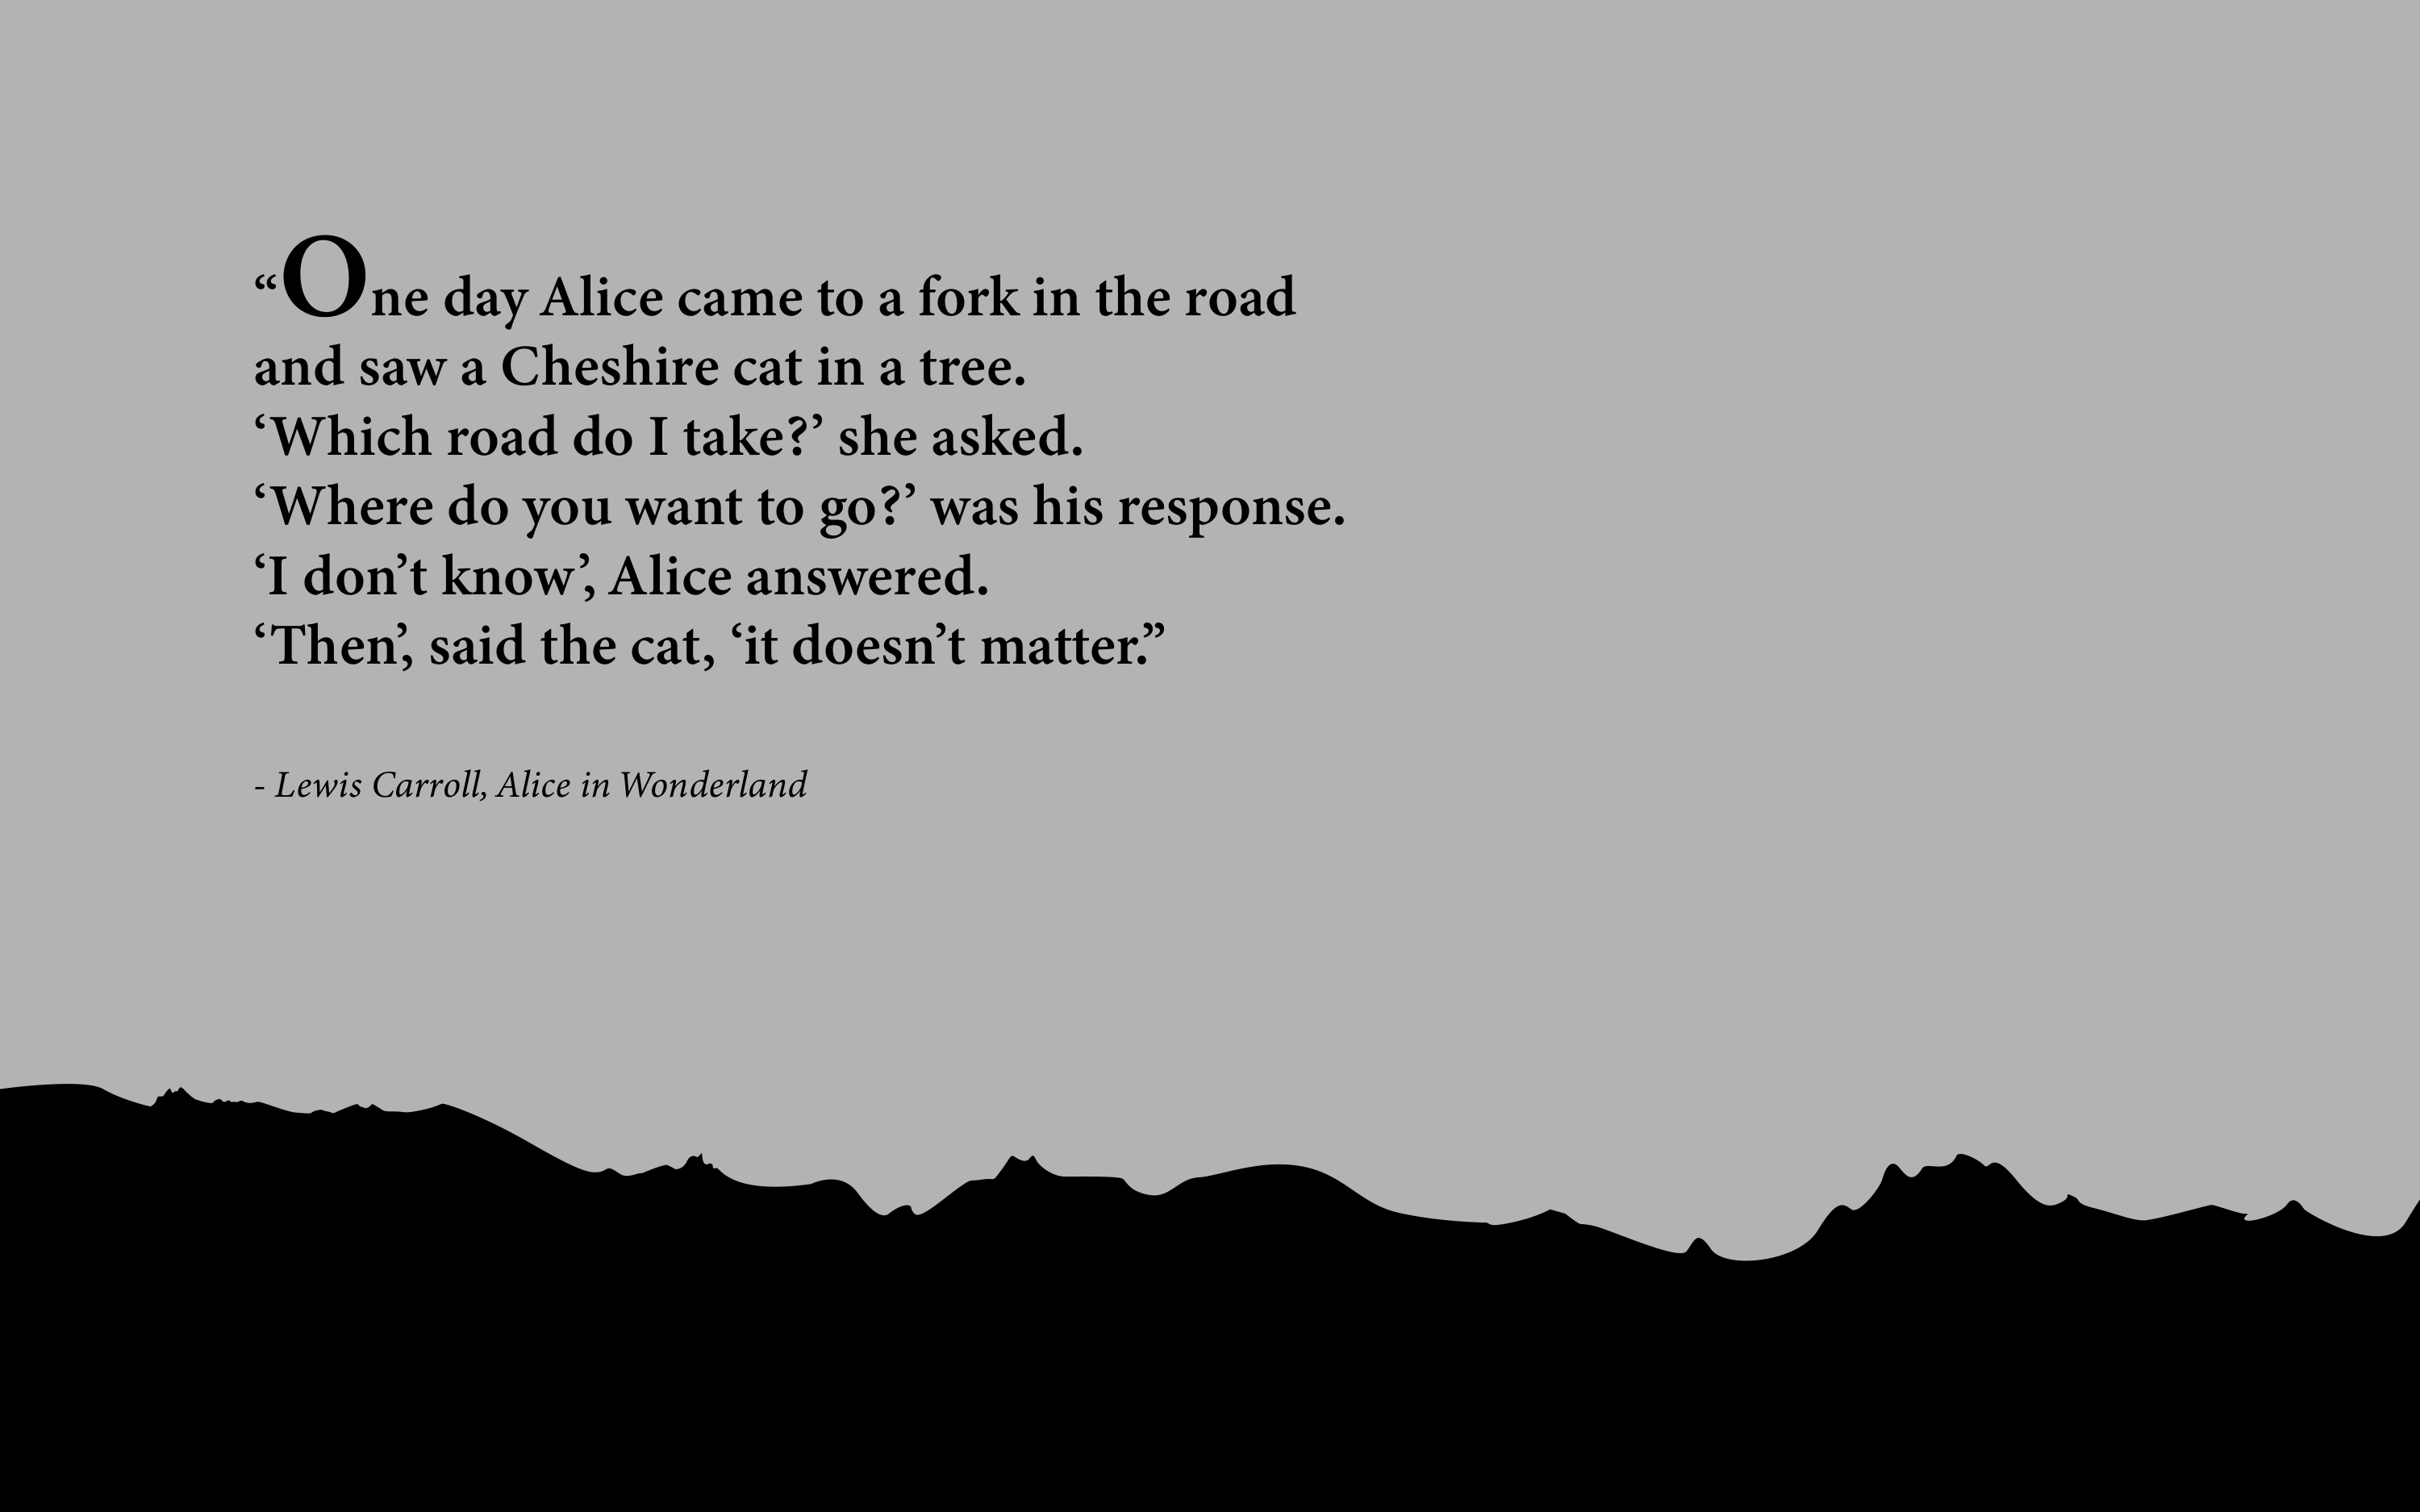 “One day Alice came to a fork in the road
and saw a Cheshire cat in a tree.
‘Which road do I take?’ she asked.
‘Where do you want to go?’ was his response.
‘I don’t know’, Alice answered.
‘Then’, said the cat, ‘it doesn’t matter.”
- Lewis Carroll, Alice in Wonderland